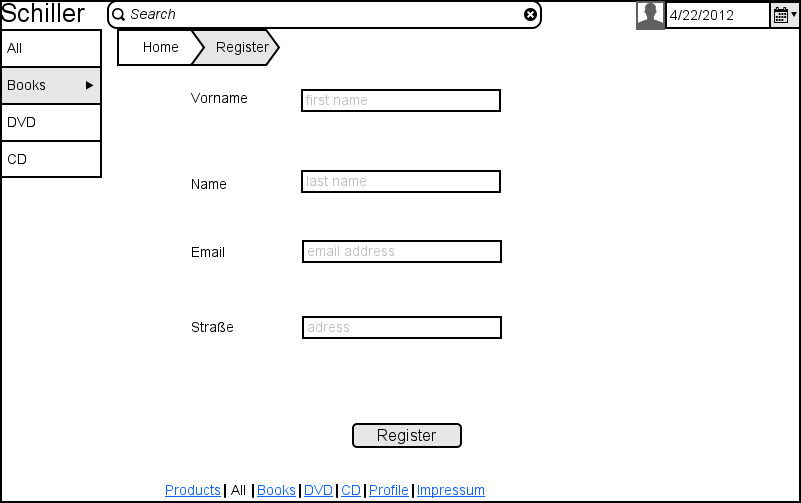 Schiller
Search
4/22/2012
All
Books
DVD
CD
Home Register
Vorname first name
Name last name
Email email address
Straße adress
Register
Products | All | Books | DVD | CD | Profile | Impressum